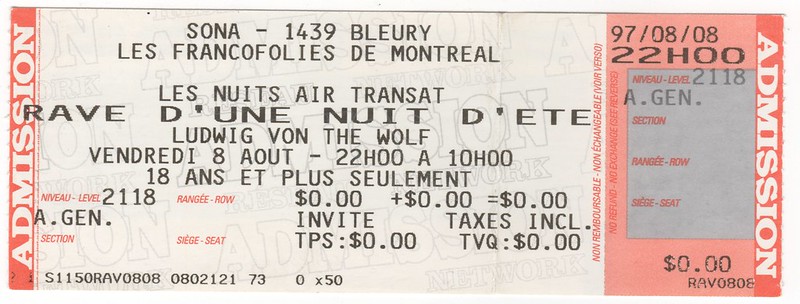 ADMISSION
SONA - 1439 BLEURY
LES FRANCOFOLIES DE MONTREAL
LES NUITS AIR TRANSAT
RAVE D'UNE NUIT D'ETE
LUDWIG VON THE WOLF
VENDREDI 8 AOUT - 22H00 A 10H00
18 ANS ET PLUS SEULEMENT
NIVEAU - LEVEL 2118 RANGÉE - ROW $0.00 +$0.00 =$0.00
A.GEN. INVITE TAXES INCL.
SECTION SIÈGE - SEAT TPS:$0.00 TVQ:$0.00
S1150RAV0808 0802121 73 0 X50
NON REMBOURSABLE - NON ÉCHANGEABLE (VOIR VERSO)
NO REFUND - NO EXCHANGE (SEE REVERSE)
97/08/08
22H00
NIVEAU - LEVEL 2118
A.GEN.
SECTION
RANGÉE - ROW
SIÈGE - SEAT
$0.00
RAV0808
ADMISSION
ADMISSION
RÉSEAU
NETWORK